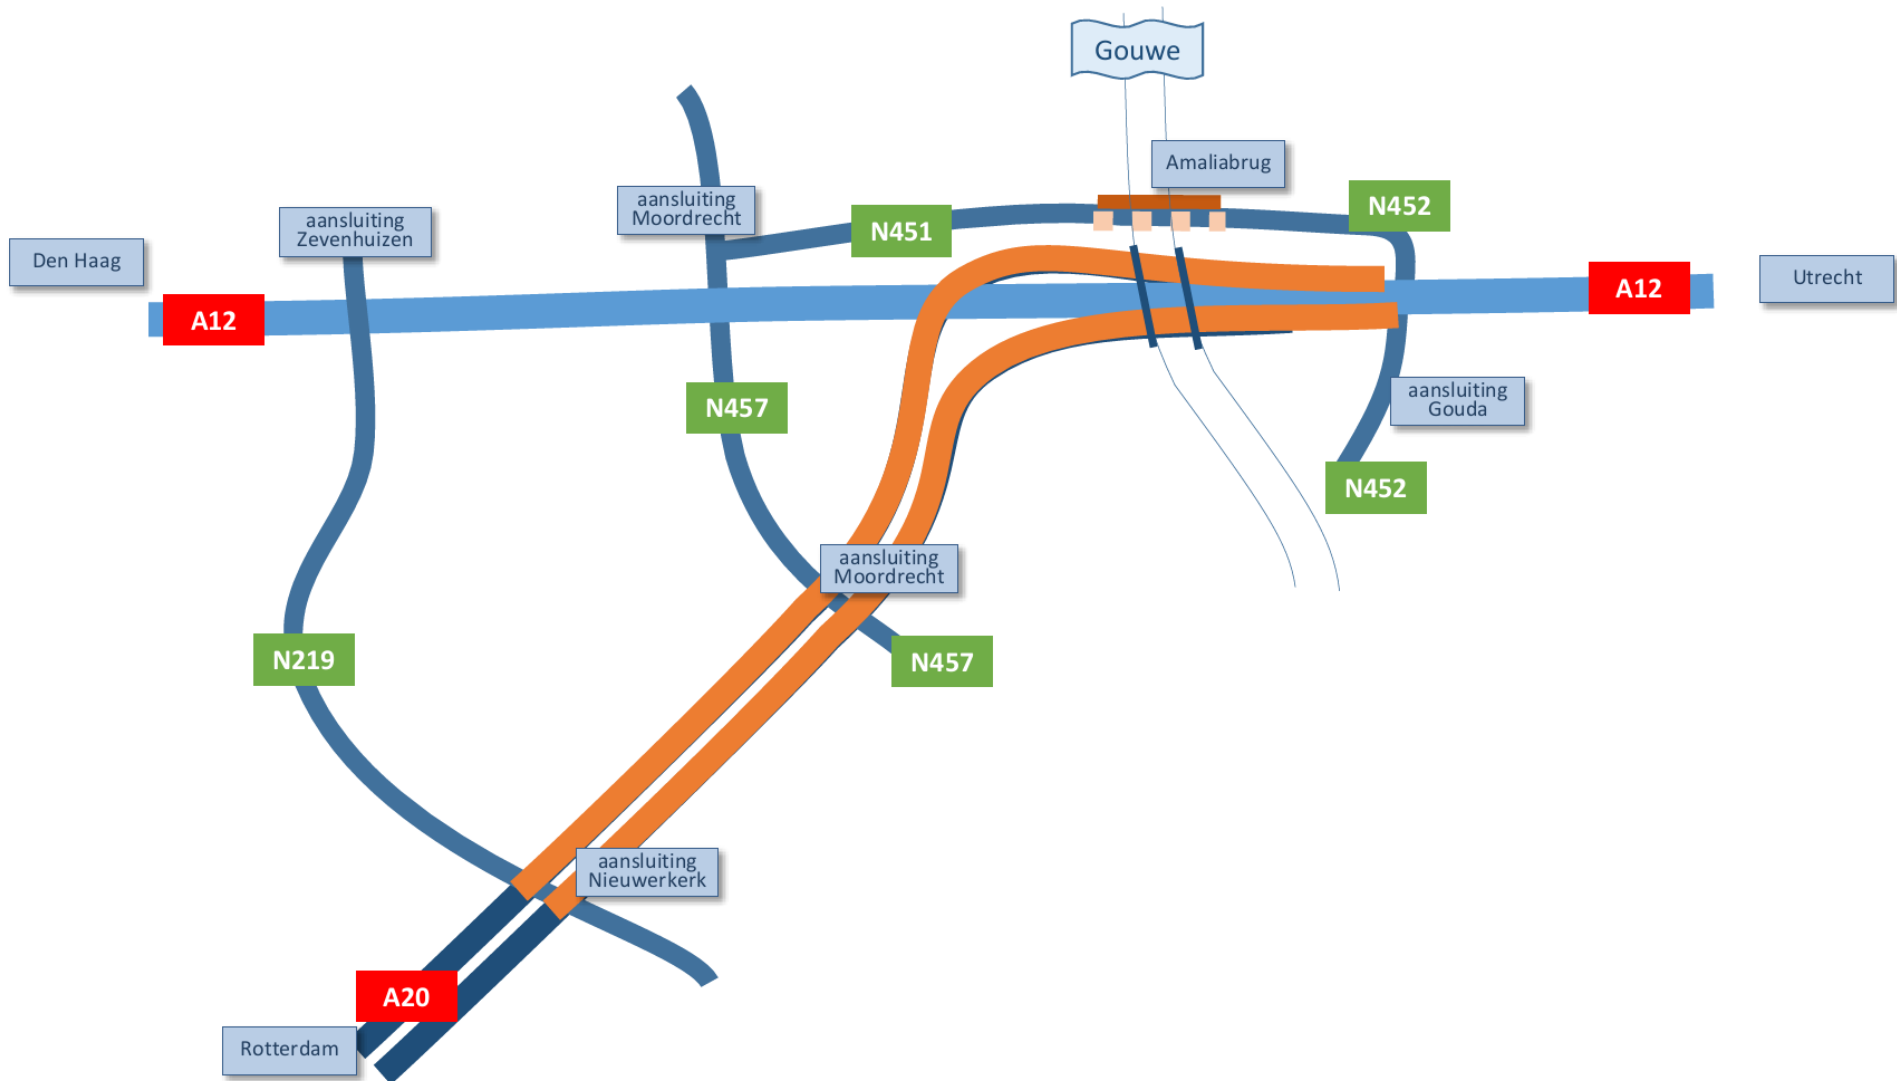 Gouwe
Amaliabrug
aansluiting
Moordrecht
N452
aansluiting
Zevenhuizen
N451
Den Haag
A12
A12
Utrecht
N457
aansluiting
Gouda
N452
aansluiting
Moordrecht
N219
N457
aansluiting
Nieuwerkerk
A20
Rotterdam